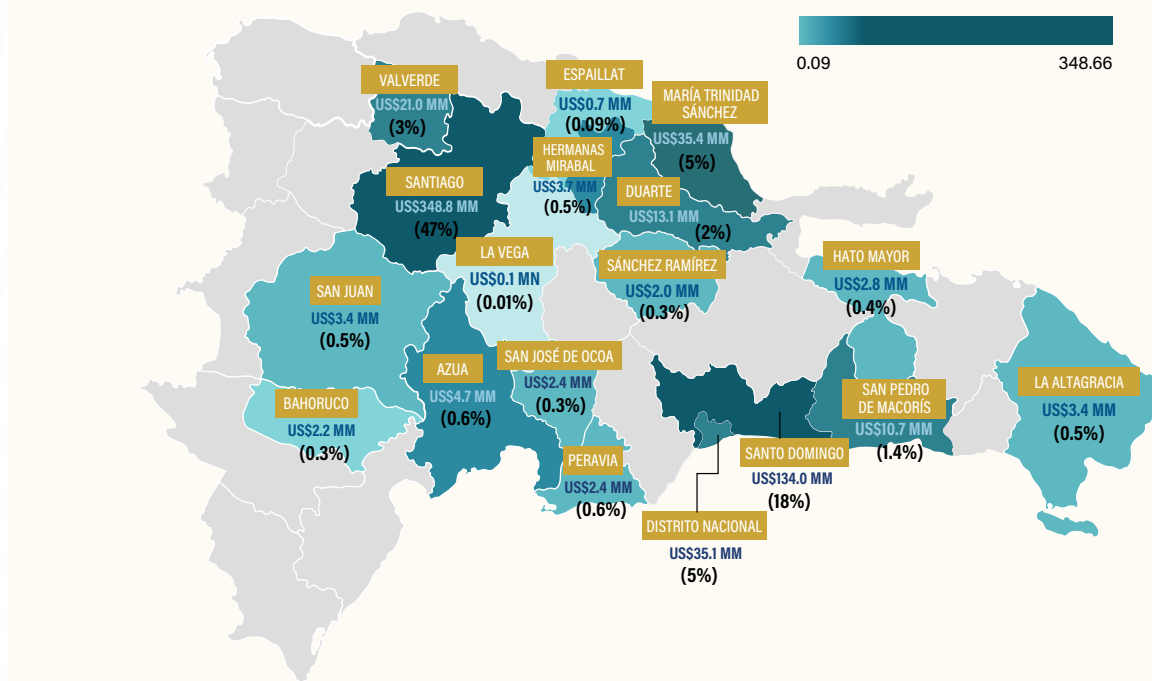 0.09
348.66
VALVERDE
US$21.0 MM
(3%)
ESPAILLAT
US$0.7 MM
(0.09%)
MARÍA TRINIDAD
SÁNCHEZ
US$35.4 MM
(5%)
HERMANAS
MIRABAL
US$3.7 MM
(0.5%)
SANTIAGO
US$348.8 MM
(47%)
DUARTE
US$13.1 MM
(2%)
LA VEGA
US$0.1 MN
(0.01%)
SÁNCHEZ RAMÍREZ
US$2.0 MM
(0.3%)
HATO MAYOR
US$2.8 MM
(0.4%)
SAN JUAN
US$3.4 MM
(0.5%)
AZUA
US$4.7 MM
(0.6%)
SAN JOSÉ DE OCOA
US$2.4 MM
(0.3%)
BAHORUCO
US$2.2 MM
(0.3%)
SAN PEDRO
DE MACORÍS
US$10.7 MM
(1.4%)
LA ALTAGRACIA
US$3.4 MM
(0.5%)
PERAVIA
US$2.4 MM
(0.6%)
SANTO DOMINGO
US$134.0 MM
(18%)
DISTRITO NACIONAL
US$35.1 MM
(5%)